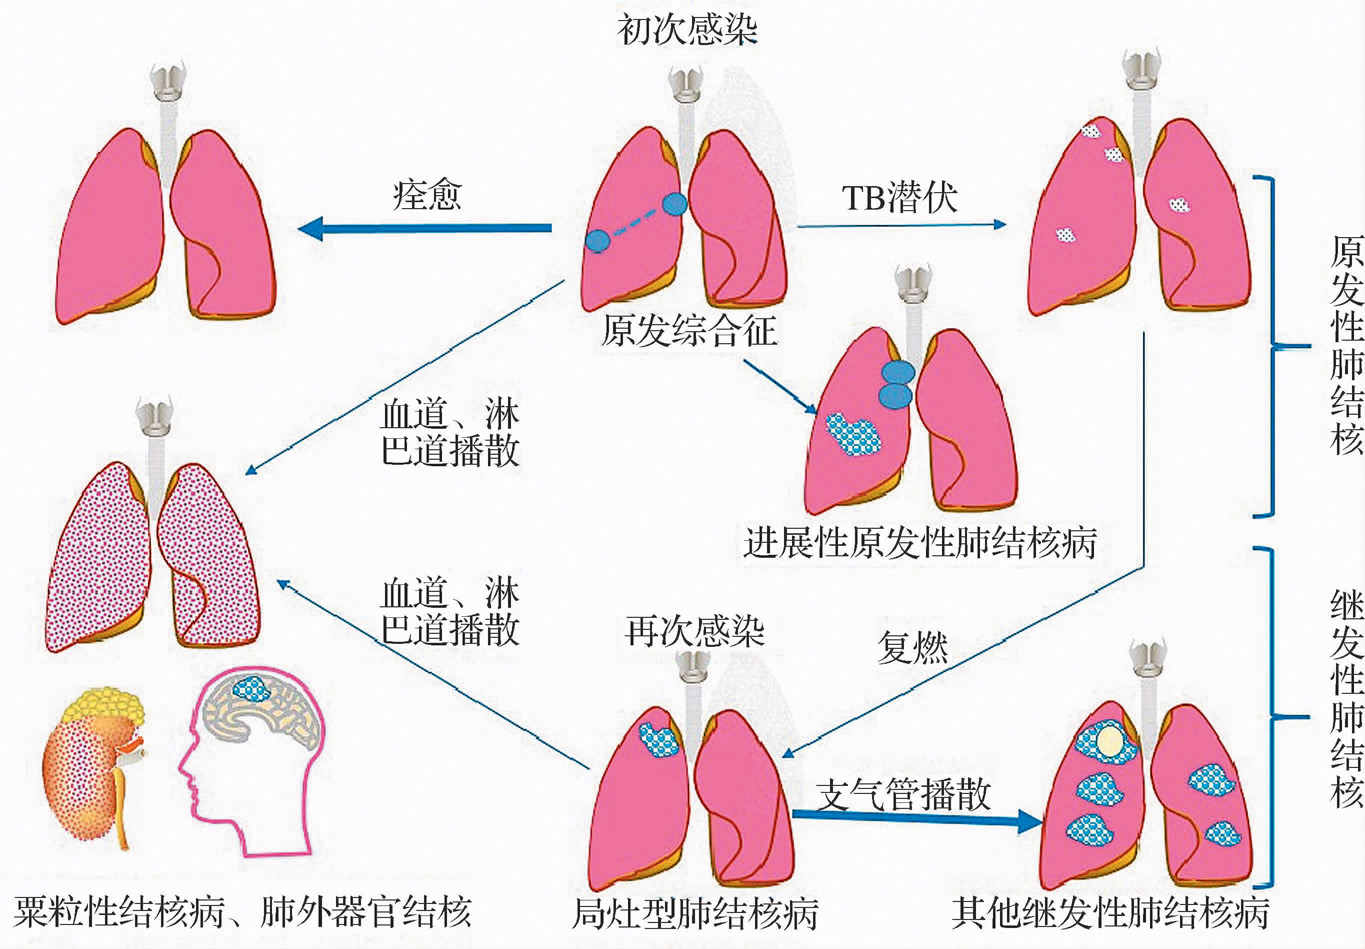 初次感染
痊愈
TB潜伏
原发综合征
血道、淋
巴道播散
进展性原发性肺结核病
原发性肺结核
血道、淋
巴道播散
再次感染
复燃
支气管播散
继发性肺结核
粟粒性结核病、肺外器官结核
局灶型肺结核病
其他继发性肺结核病